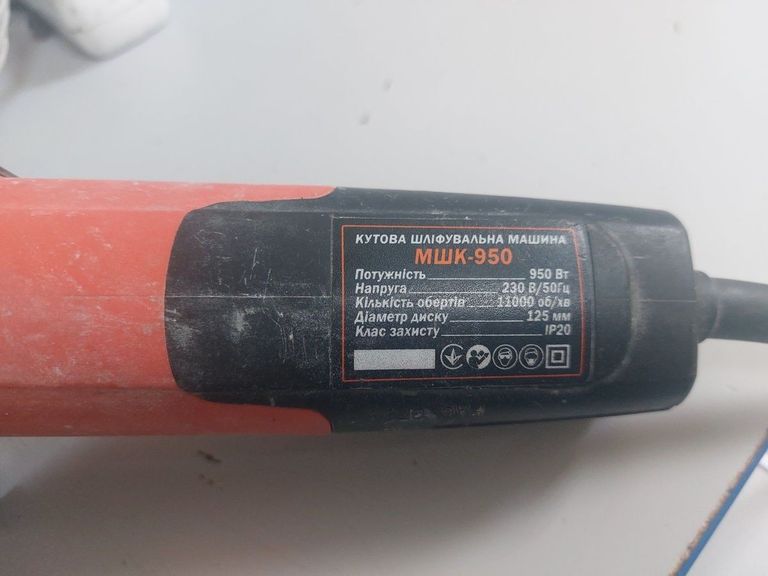 КУТОВА ШЛІФУВАЛЬНА МАШИНА
МШК-950
Потужність 950 Вт
Напруга 230 В/50Гц
Кількість обертів 11000 об/хв
Діаметр диску 125 мм
Клас захисту IP20